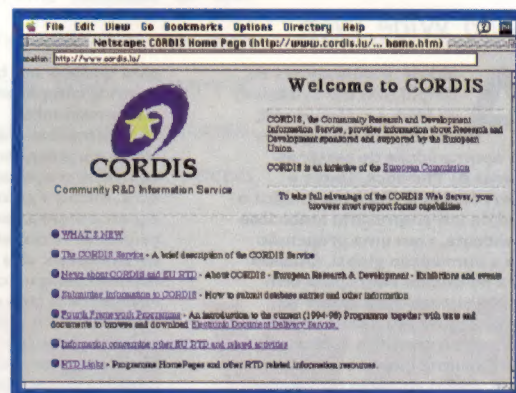 File Edit View Go Bookmarks Options Directory Help
Netscape: CORDIS Home Page (http://www.cordis.lu/... home.htm)
http://www.cordis.lu/
Welcome to CORDIS
CORDIS, the Community Research and Development
Information Service, provides information about Research and
Development sponsored and supported by the European
Union.
CORDIS is an initiative of the European Commission
To take full advantage of the CORDIS Web Server, your
browser must support forms capabilities.
CORDIS
Community R&D Information Service
WHAT'S NEW
The CORDIS Service - A brief description of the CORDIS Service
News about CORDIS and EU RTD - About CORDIS - European Research & Development - Exhibitions and events
Submitting Information to CORDIS - How to submit database entries and other information
Fourth Framework Programme - An introduction to the current (1994-98) Programme together with texts and
documents to browse and download Electronic Document Delivery Service.
Information concerning other EU RTD and related activities
RTD Links - Programme HomePages and other RTD related information resources.